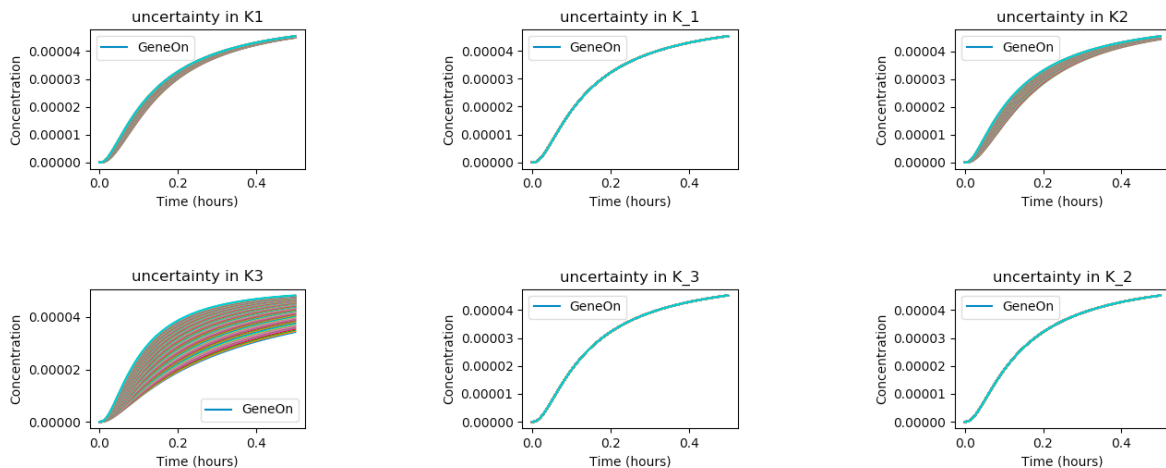 uncertainty in K1
GeneOn
0.00004
0.00003
0.00002
0.00001
0.00000
Concentration
0.0
0.2
0.4
Time (hours)
uncertainty in K_1
GeneOn
0.00004
0.00003
0.00002
0.00001
0.00000
Concentration
0.0
0.2
0.4
Time (hours)
uncertainty in K2
GeneOn
0.00004
0.00003
0.00002
0.00001
0.00000
Concentration
0.0
0.2
0.4
Time (hours)
uncertainty in K3
0.00004
0.00002
0.00000
Concentration
GeneOn
0.0
0.2
0.4
Time (hours)
uncertainty in K_3
GeneOn
0.00004
0.00003
0.00002
0.00001
0.00000
Concentration
0.0
0.2
0.4
Time (hours)
uncertainty in K_2
GeneOn
0.00004
0.00003
0.00002
0.00001
0.00000
Concentration
0.0
0.2
0.4
Time (hours)